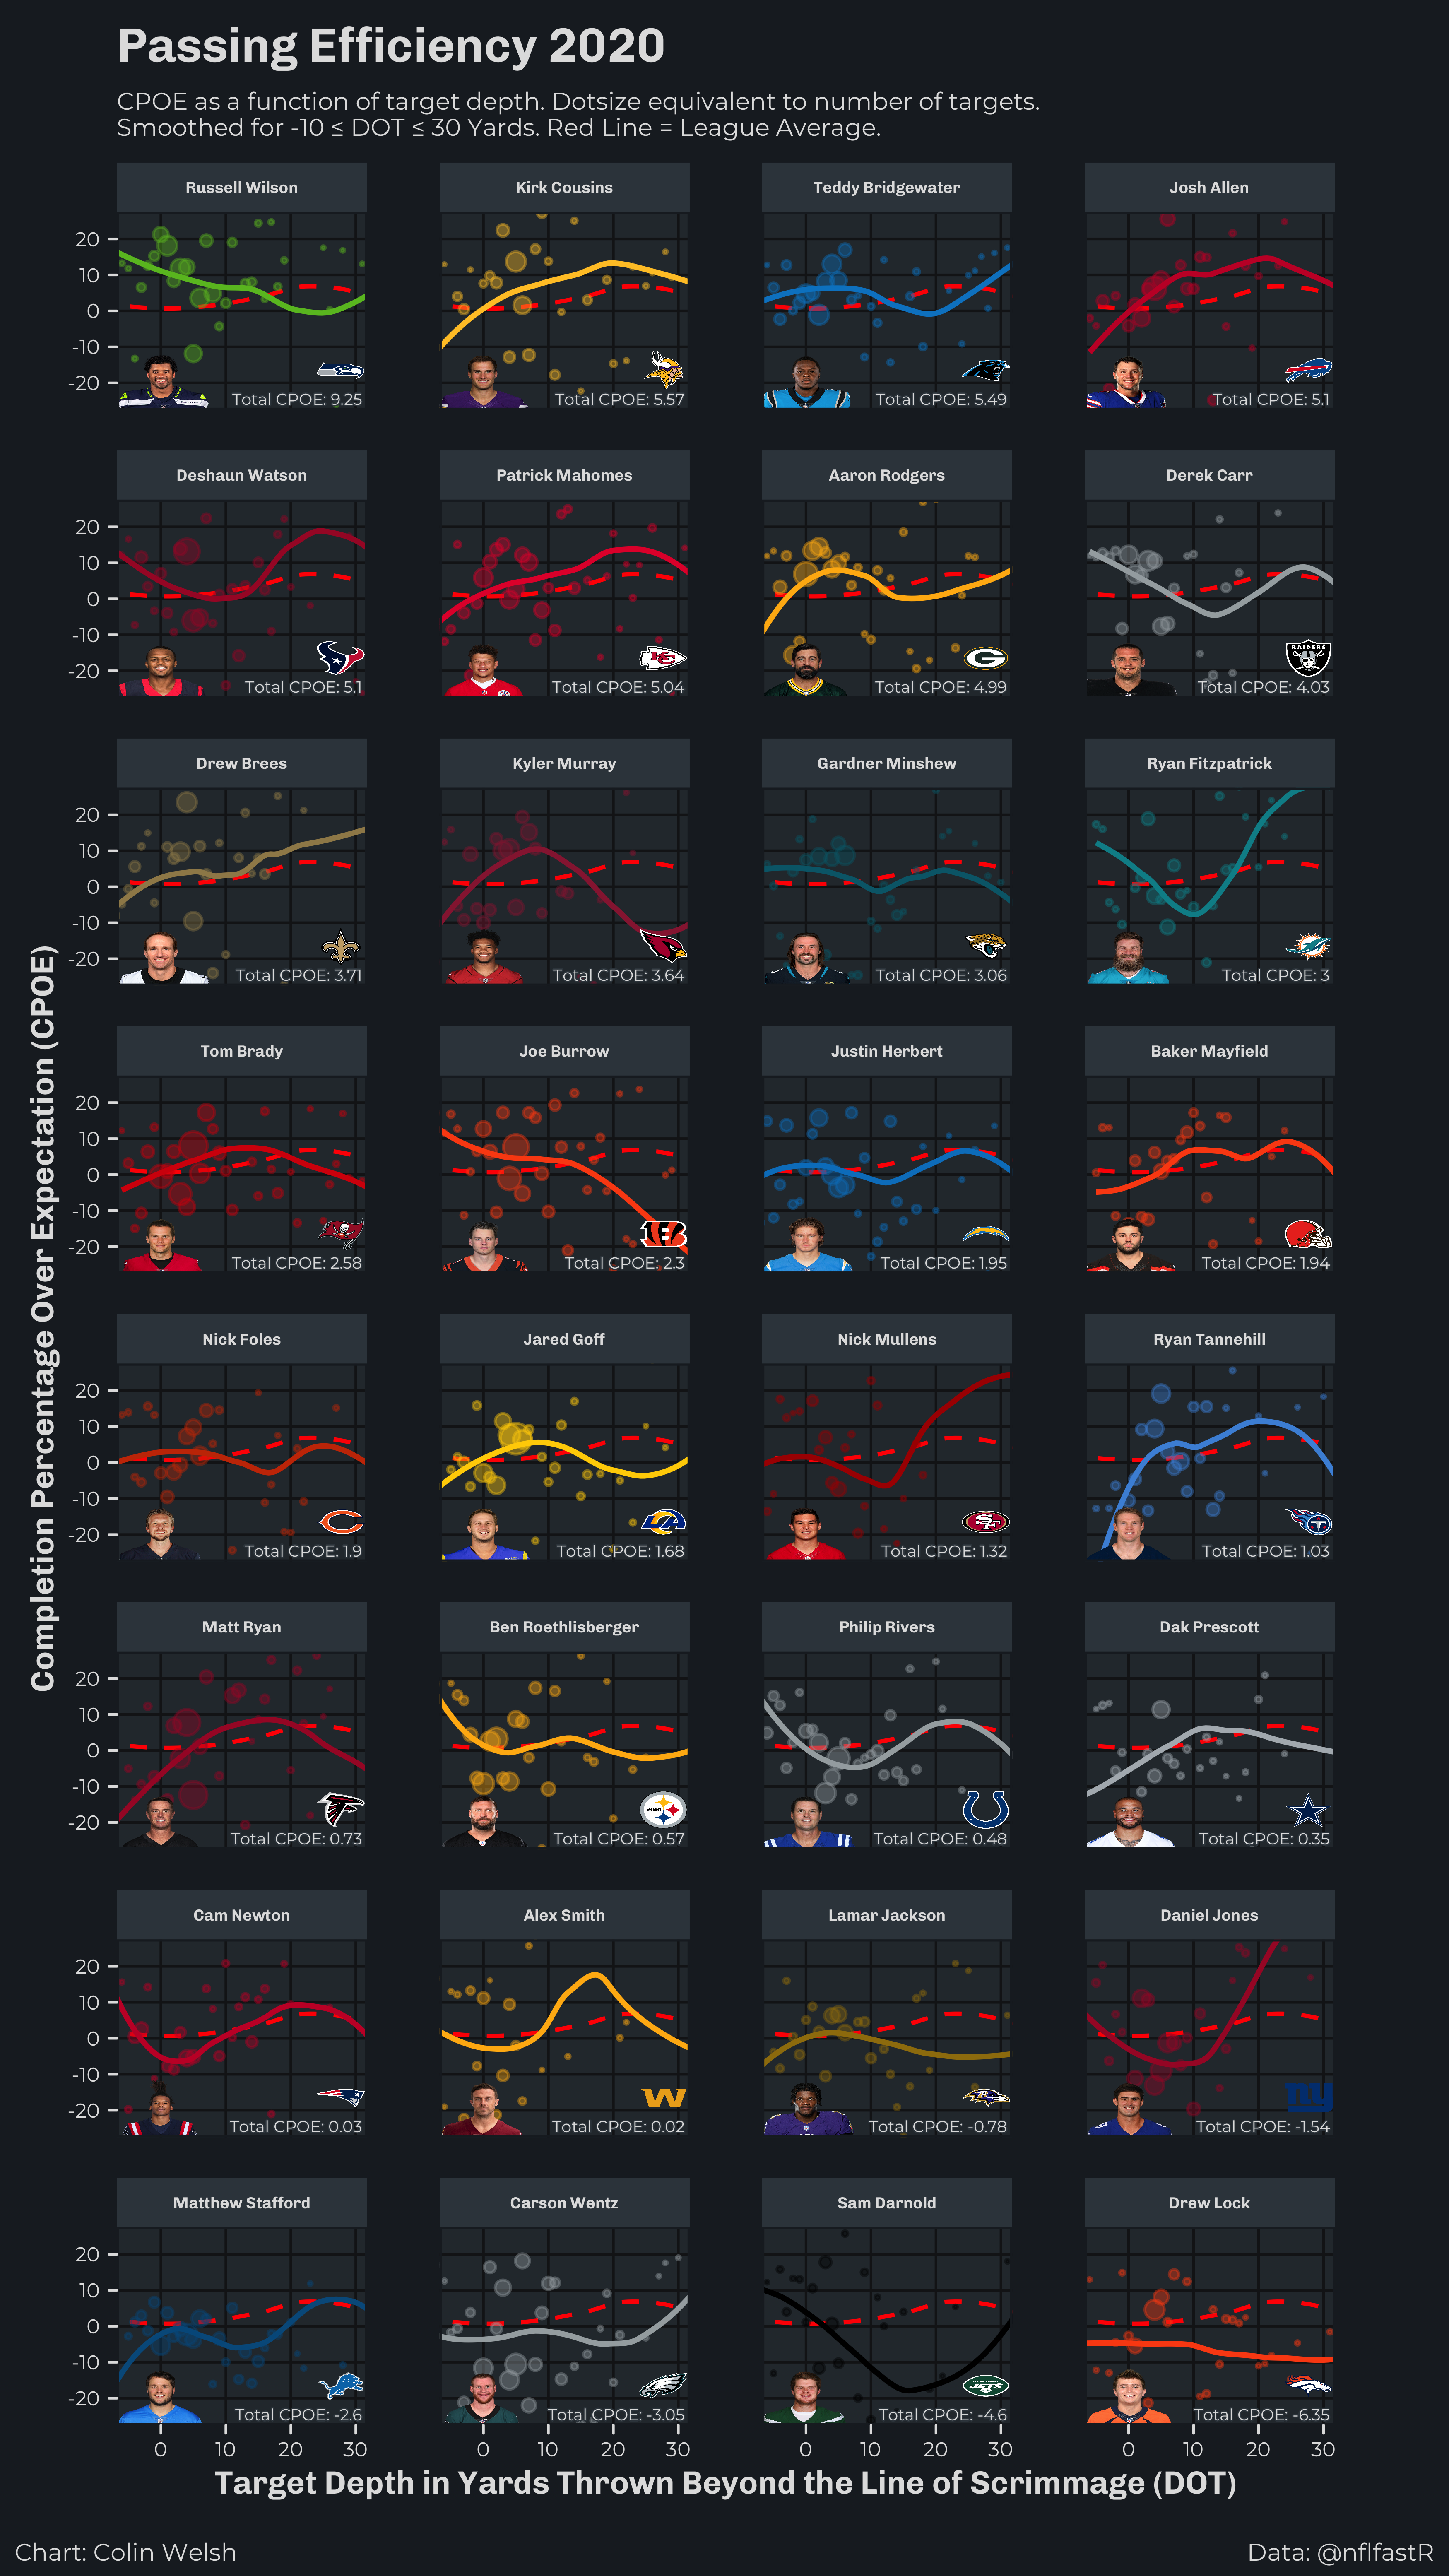 Passing Efficiency 2020
CPOE as a function of target depth. Dotsize equivalent to number of targets.
Smoothed for -10 ≤ DOT ≤ 30 Yards. Red Line = League Average.
Completion Percentage Over Expectation (CPOE)
Russell Wilson Kirk Cousins Teddy Bridgewater Josh Allen
20
10
0
-10
-20
Total CPOE: 9.25 Total CPOE: 5.57 Total CPOE: 5.49 Total CPOE: 5.1
Deshaun Watson Patrick Mahomes Aaron Rodgers Derek Carr
20
10
0
-10
KC G RAIDERS
-20
Total CPOE: 5.1 Total CPOE: 5.04 Total CPOE: 4.99 Total CPOE: 4.03
Drew Brees Kyler Murray Gardner Minshew Ryan Fitzpatrick
20
10
0
-10
-20
Total CPOE: 3.71 Total CPOE: 3.64 Total CPOE: 3.06 Total CPOE: 3
Tom Brady Joe Burrow Justin Herbert Baker Mayfield
20
10
0
-10
B
-20
Total CPOE: 2.58 Total CPOE: 2.3 Total CPOE: 1.95 Total CPOE: 1.94
Nick Foles Jared Goff Nick Mullens Ryan Tannehill
20
10
0
-10
C LA SF T
-20
Total CPOE: 1.9 Total CPOE: 1.68 Total CPOE: 1.32 Total CPOE: 1.03
Matt Ryan Ben Roethlisberger Philip Rivers Dak Prescott
20
10
0
-10
Steelers
-20
Total CPOE: 0.73 Total CPOE: 0.57 Total CPOE: 0.48 Total CPOE: 0.35
Cam Newton Alex Smith Lamar Jackson Daniel Jones
20
10
0
-10
W B NY
-20
Total CPOE: 0.03 Total CPOE: 0.02 Total CPOE: -0.78 Total CPOE: -1.54
Matthew Stafford Carson Wentz Sam Darnold Drew Lock
20
10
0
-10
NEW YORK
JETS
-20
Total CPOE: -2.6 Total CPOE: -3.05 Total CPOE: -4.6 Total CPOE: -6.35
0 10 20 30 0 10 20 30 0 10 20 30 0 10 20 30
Target Depth in Yards Thrown Beyond the Line of Scrimmage (DOT)
Chart: Colin Welsh Data: @nflfastR